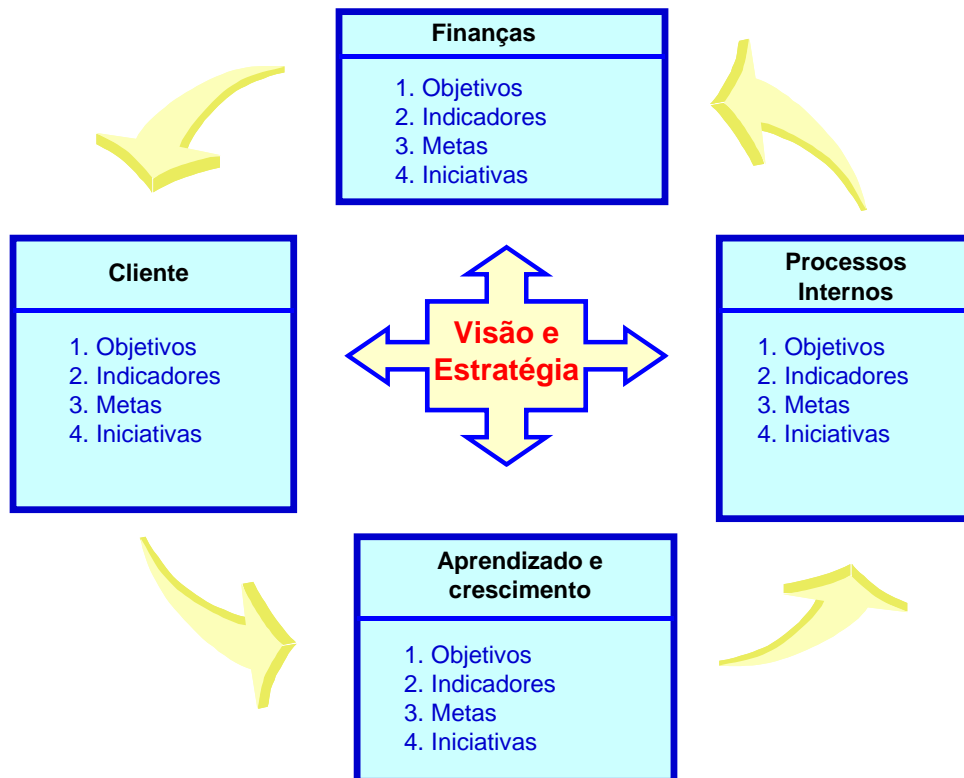 Finanças
1. Objetivos
2. Indicadores
3. Metas
4. Iniciativas
Cliente
1. Objetivos
2. Indicadores
3. Metas
4. Iniciativas
Visão e
Estratégia
Processos
Internos
1. Objetivos
2. Indicadores
3. Metas
4. Iniciativas
Aprendizado e
crescimento
1. Objetivos
2. Indicadores
3. Metas
4. Iniciativas